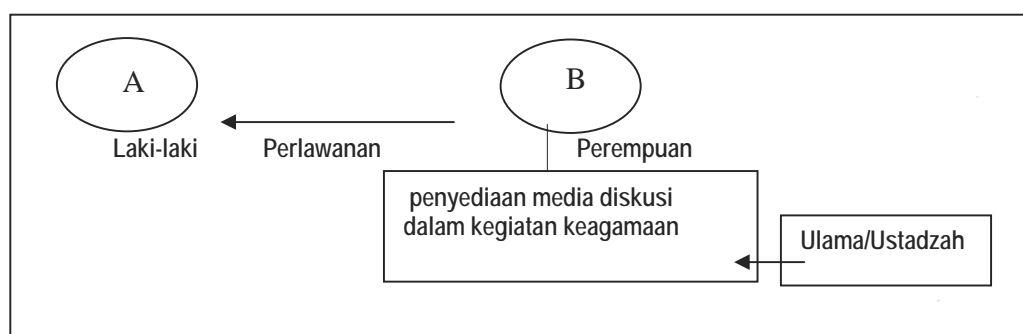 A
B
Laki-laki
Perlawanan
Perempuan
penyediaan media diskusi
dalam kegiatan keagamaan
Ulama/Ustadzah